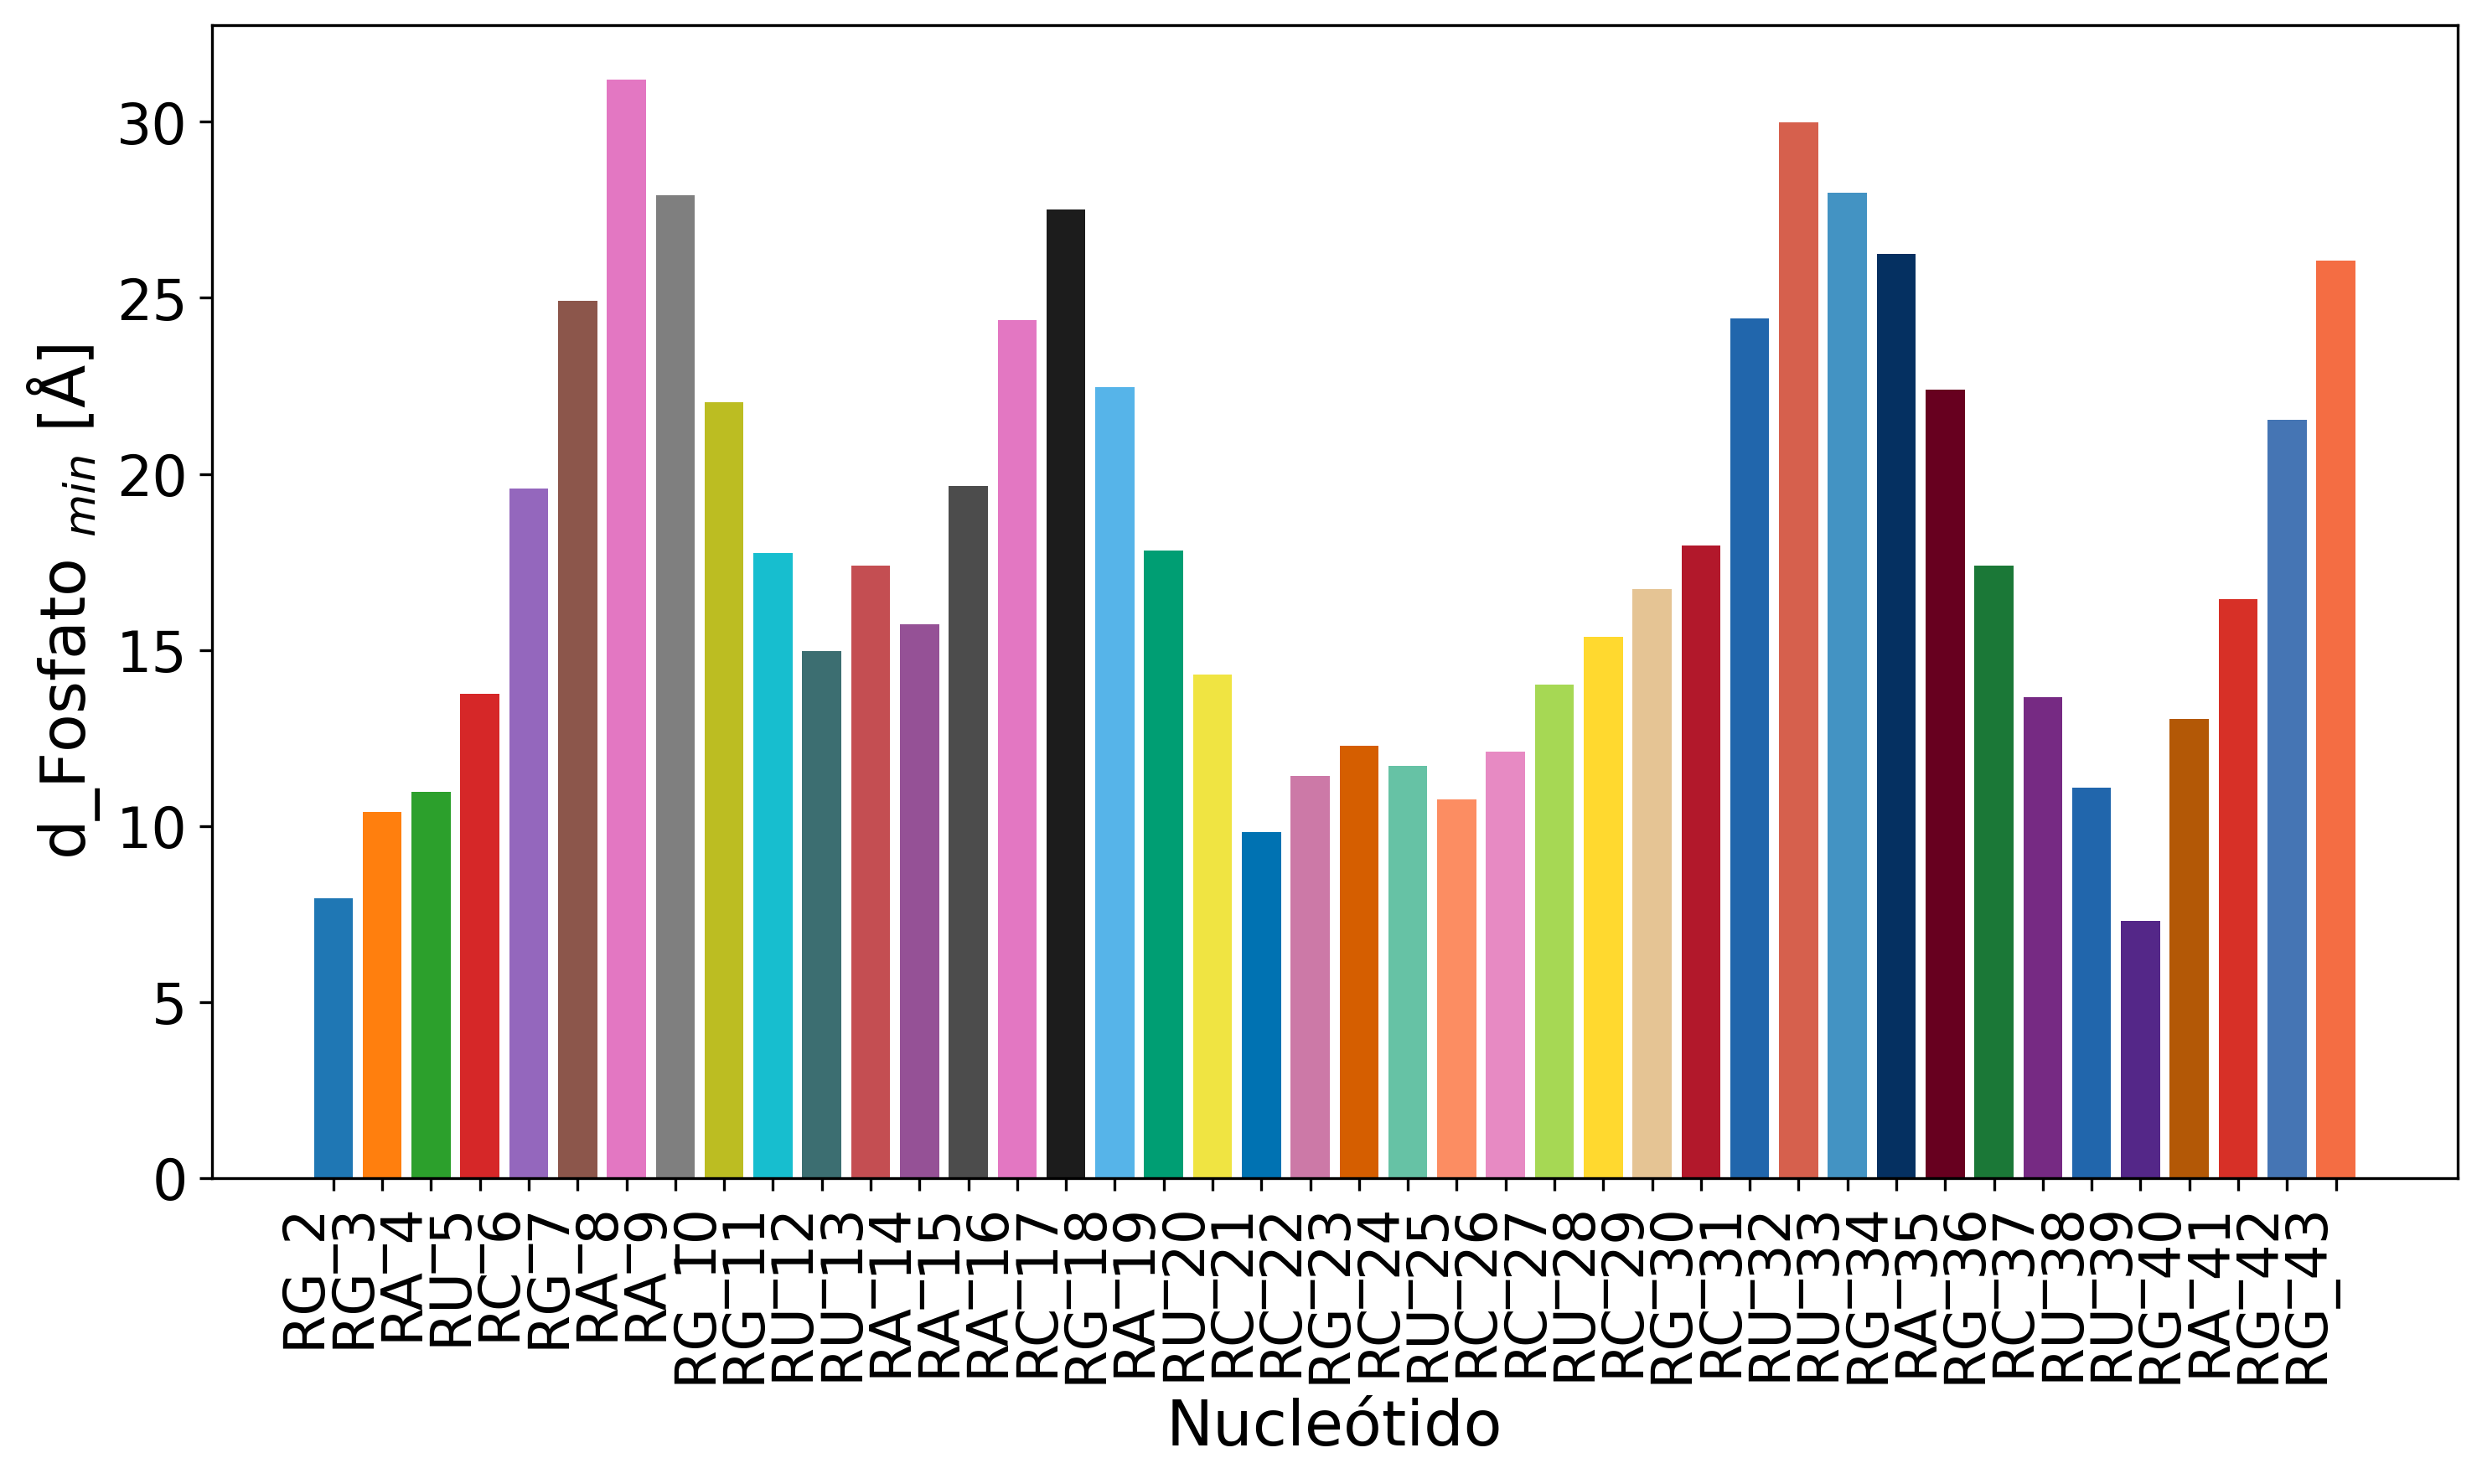 30
25
20
15
10
5
0
d_Fosfato min [Å]
RG_2
RG_3
RA_4
RU_5
RC_6
RG_7
RA_8
RA_9
RG_10
RG_11
RU_12
RU_13
RA_14
RA_15
RA_16
RC_17
RG_18
RA_19
RU_20
RC_21
RC_22
RG_23
RC_24
RU_25
RC_26
RC_27
RU_28
RC_29
RG_30
RC_31
RU_32
RU_33
RG_34
RA_35
RG_36
RC_37
RU_38
RU_39
RG_40
RA_41
RG_42
RG_43
Nucleótido